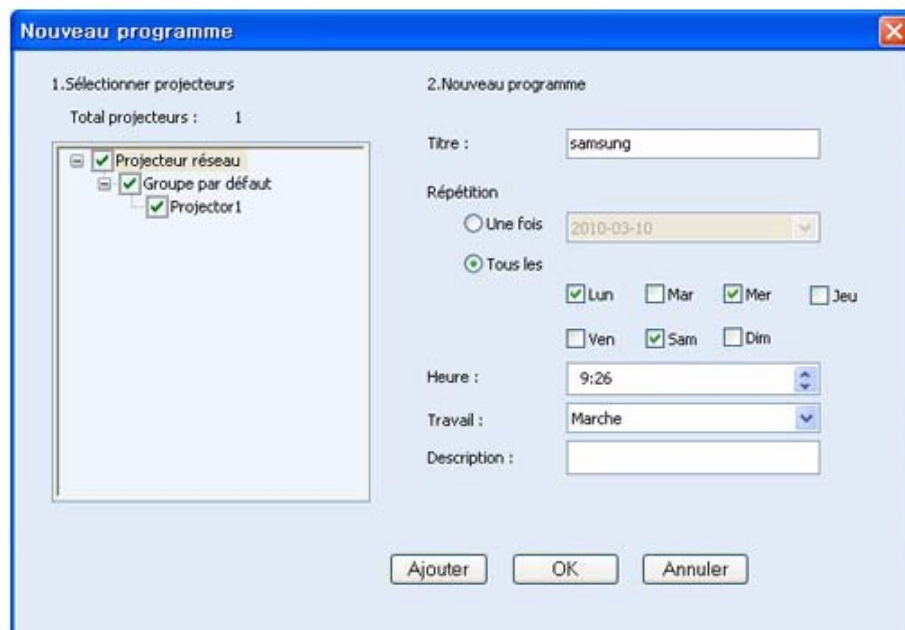 Nouveau programme
1.Sélectionner projecteurs
Total projecteurs : 1
Projecteur réseau
Groupe par défaut
Projector1
2.Nouveau programme
Titre : samsung
Répétition
Une fois 2010-03-10
Tous les
Lun Mar Mer Jeu
Ven Sam Dim
Heure : 9:26
Travail : Marche
Description :
Ajouter OK Annuler